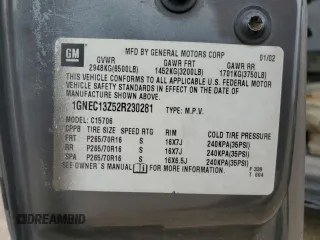 GM
MFD BY GENERAL MOTORS CORP
01/02
GVWR GAWR FRT GAWR RR
2948KG(6500LB) 1452KG(3200LB) 1701KG(3750LB)
THIS VEHICLE CONFORMS TO ALL APPLICABLE U.S. FEDERAL
MOTOR VEHICLE SAFETY STANDARDS IN EFFECT ON THE
DATE OF MANUFACTURE SHOWN ABOVE.
1GNEC13Z52R230281 TYPE: M.P.V.
MODEL: C15706
CPPB TIRE SIZE SPEED RTG RIM COLD TIRE PRESSURE
FRT P265/70R16 S 16X7J 240KPA(35PSI)
RR P265/70R16 S 16X7J 240KPA(35PSI)
SPA P265/70R16 S 16X6.5J 240KPA(35PSI)
SEE OWNER'S MANUAL FOR MORE INFORMATION.
DREAMBID